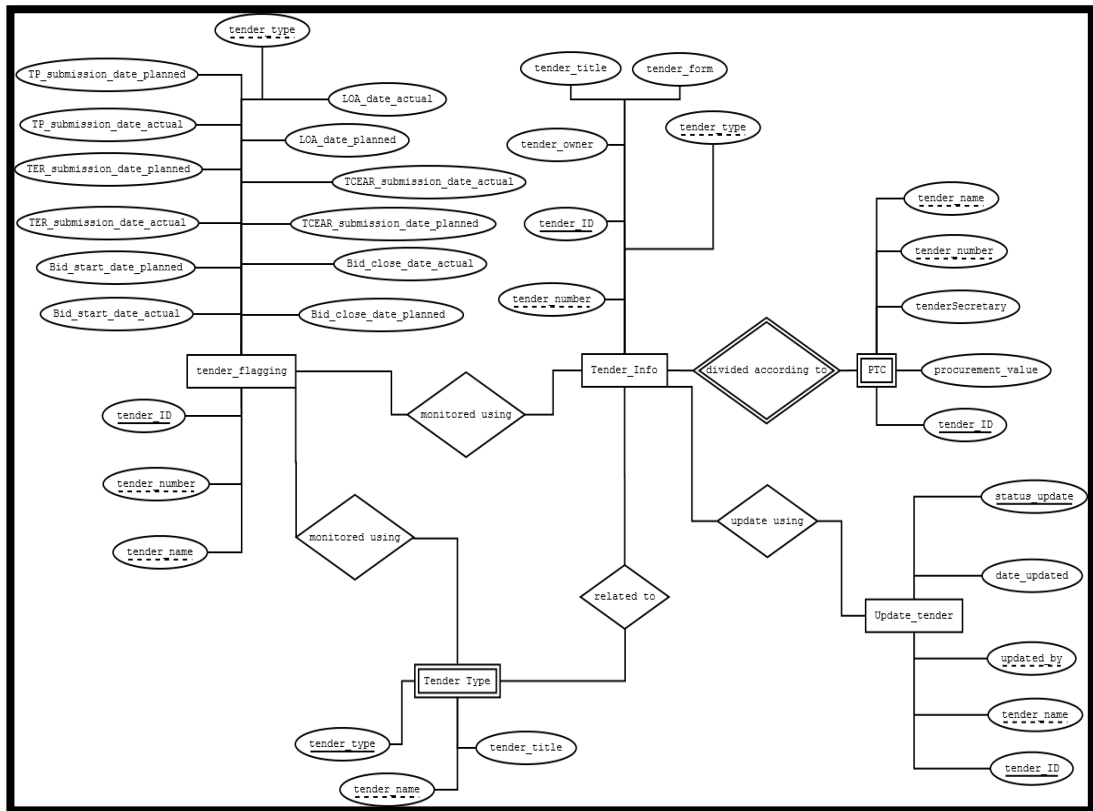 tender_type
TP_submission_date_planned
LOA_date_actual
TP_submission_date_actual
LOA_date_planned
TER_submission_date_planned
TCEAR_submission_date_actual
TER_submission_date_actual
TCEAR_submission_date_planned
Bid_start_date_planned
Bid_close_date_actual
Bid_start_date_actual
Bid_close_date_planned
tender_flagging
tender_ID
tender_number
tender_name
monitored using
monitored using
tender_title
tender_form
tender_type
tender_owner
tender_ID
tender_number
Tender_Info
divided according to
PTC
tender_name
tender_number
tenderSecretary
procurement_value
tender_ID
update using
status_update
date_updated
Update_tender
updated_by
tender_name
tender_ID
related to
Tender Type
tender_type
tender_title
tender_name